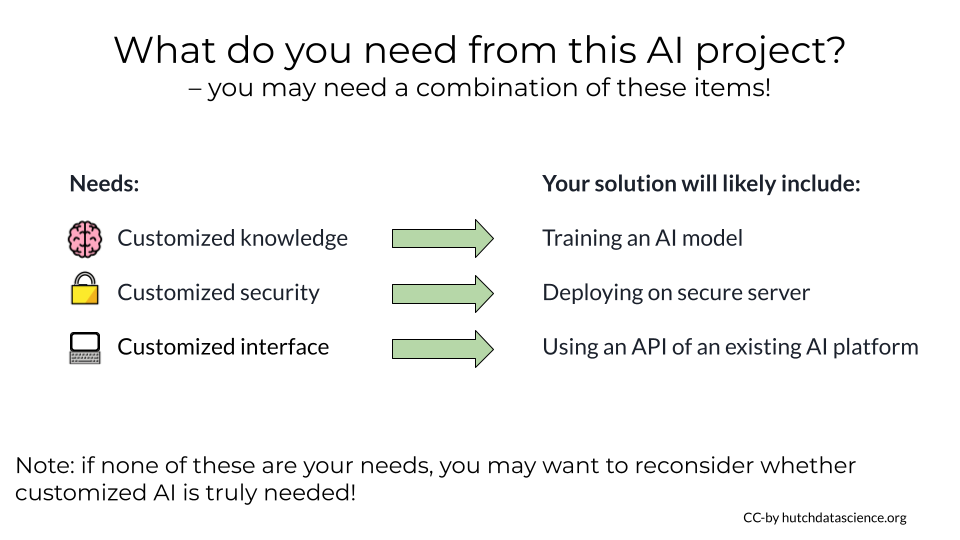 What do you need from this AI project?
– you may need a combination of these items!
Needs:
Your solution will likely include:
Customized knowledge
Training an AI model
Customized security
Deploying on secure server
Customized interface
Using an API of an existing AI platform
Note: if none of these are your needs, you may want to reconsider whether
customized AI is truly needed!
CC-by hutchdatascience.org